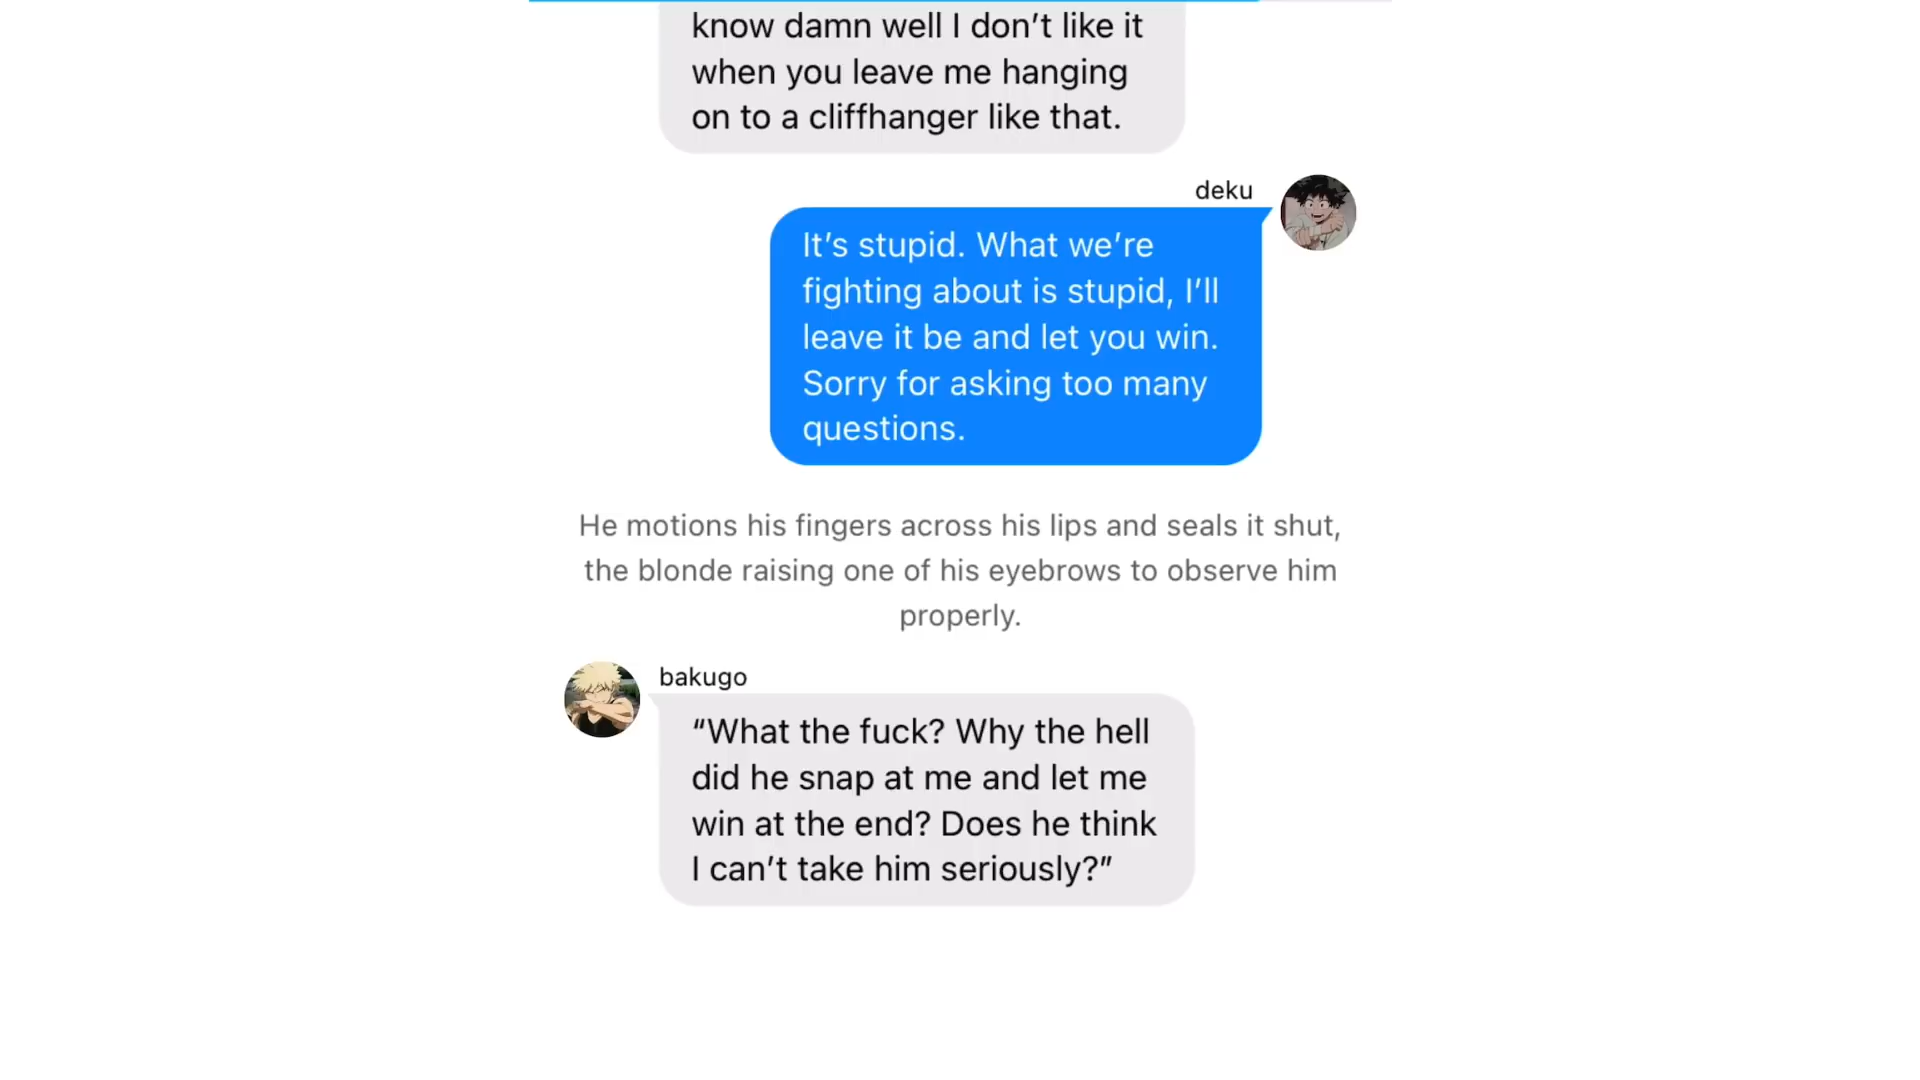 know damn well I don’t like it
when you leave me hanging
on to a cliffhanger like that.
deku
It’s stupid. What we’re
fighting about is stupid, I’ll
leave it be and let you win.
Sorry for asking too many
questions.
He motions his fingers across his lips and seals it shut,
the blonde raising one of his eyebrows to observe him
properly.
bakugo
“What the fuck? Why the hell
did he snap at me and let me
win at the end? Does he think
I can’t take him seriously?”